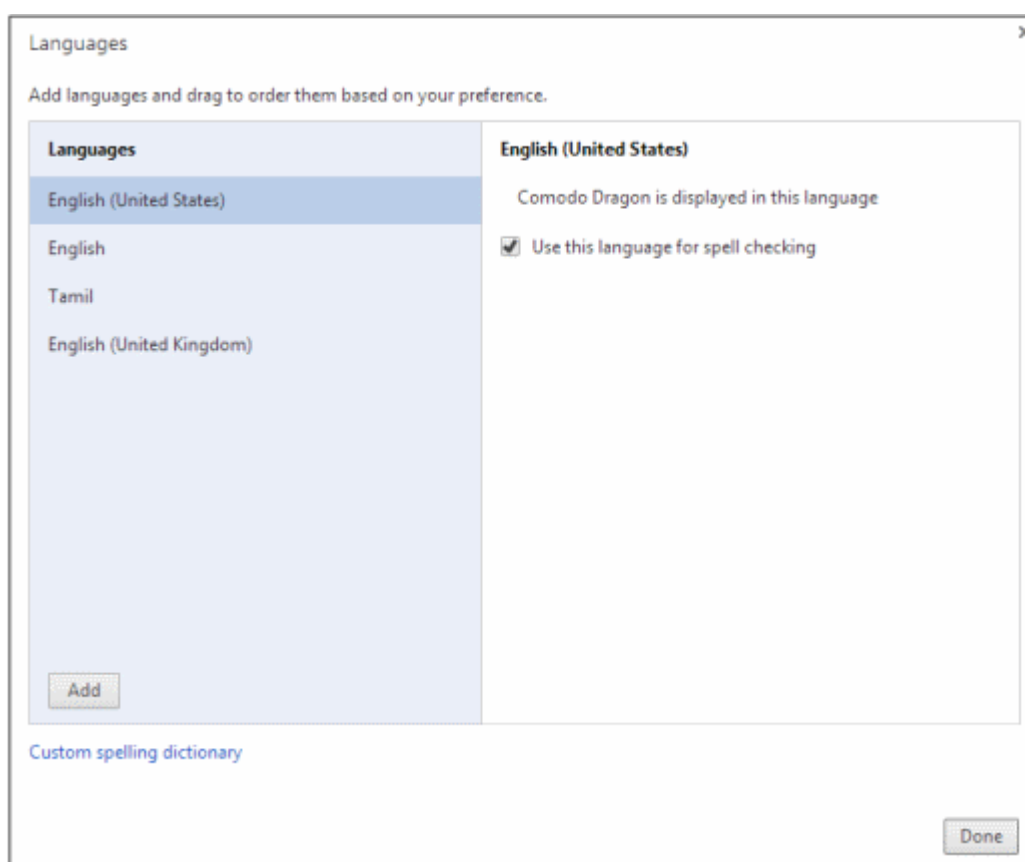 Languages
Add languages and drag to order them based on your preference.
Languages
English (United States)
English
Tamil
English (United Kingdom)
Add
English (United States)
Comodo Dragon is displayed in this language
Use this language for spell checking
Custom spelling dictionary
Done